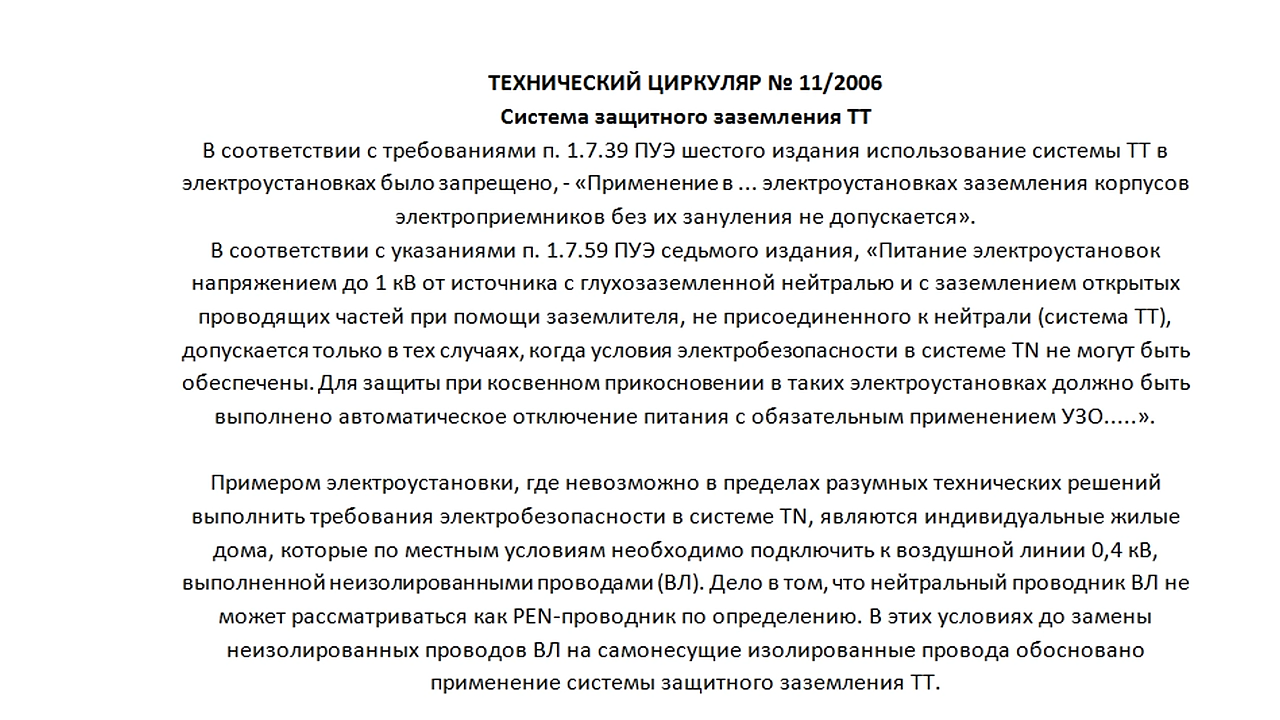 ТЕХНИЧЕСКИЙ ЦИРКУЛЯР № 11/2006
Система защитного заземления ТТ
В соответствии с требованиями п. 1.7.39 ПУЭ шестого издания использование системы ТТ в
электроустановках было запрещено, - «Применение в ... электроустановках заземления корпусов
электроприемников без их зануления не допускается».
В соответствии с указаниями п. 1.7.59 ПУЭ седьмого издания, «Питание электроустановок
напряжением до 1 кВ от источника с глухозаземленной нейтралью и с заземлением открытых
проводящих частей при помощи заземлителя, не присоединенного к нейтрали (система ТТ),
допускается только в тех случаях, когда условия электробезопасности в системе TN не могут быть
обеспечены. Для защиты при косвенном прикосновении в таких электроустановках должно быть
выполнено автоматическое отключение питания с обязательным применением УЗО.....».
Примером электроустановки, где невозможно в пределах разумных технических решений
выполнить требования электробезопасности в системе TN, являются индивидуальные жилые
дома, которые по местным условиям необходимо подключить к воздушной линии 0,4 кВ,
выполненной неизолированными проводами (ВЛ). Дело в том, что нейтральный проводник ВЛ не
может рассматриваться как PEN-проводник по определению. В этих условиях до замены
неизолированных проводов ВЛ на самонесущие изолированные провода обосновано
применение системы защитного заземления ТТ.